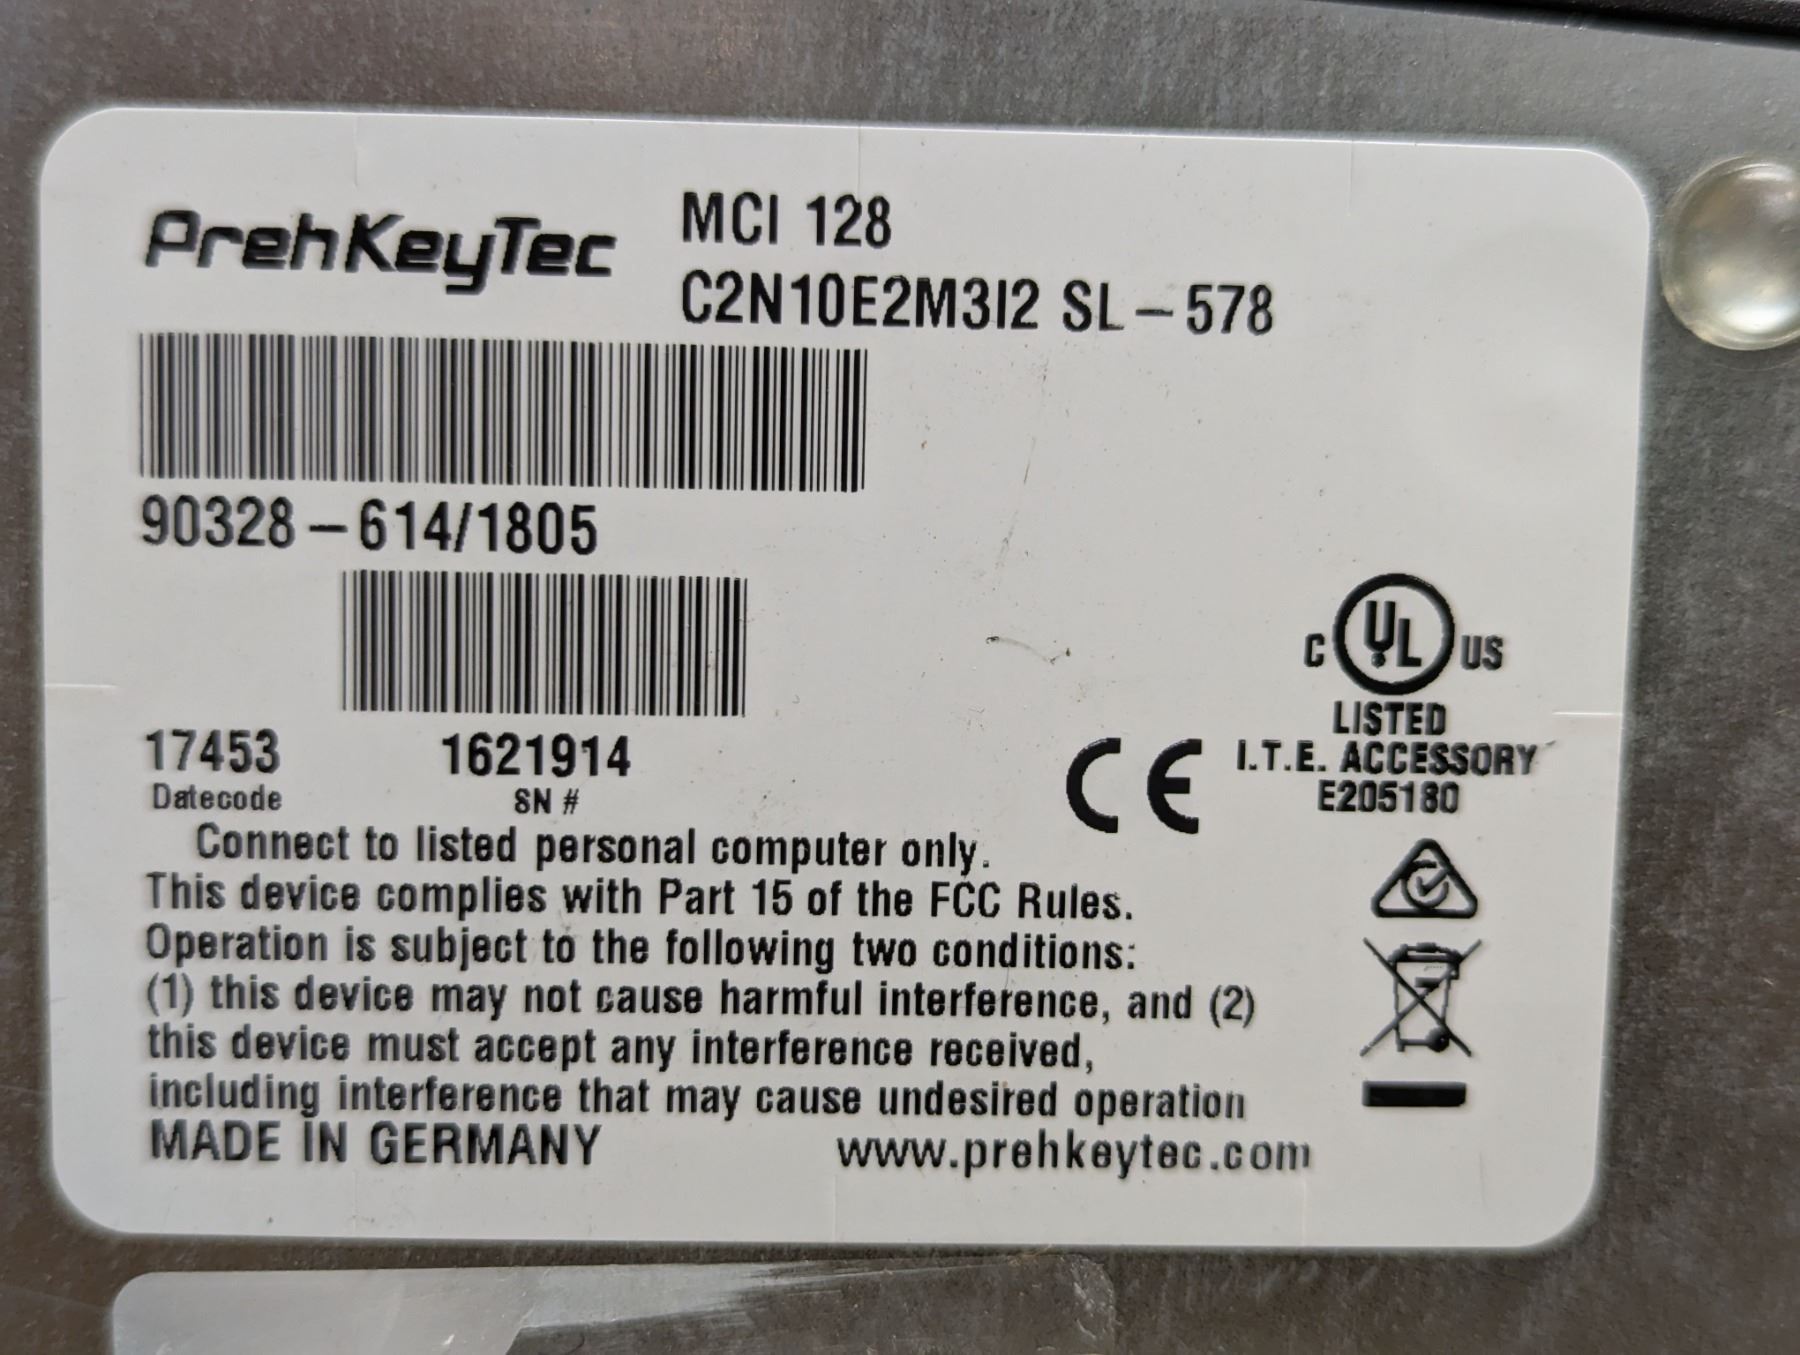 PrehKeyTec
MCI 128
C2N10E2M3I2 SL-578
90328-614/1805
17453
Datecode
1621914
SN #
C UL US
LISTED
I.T.E. ACCESSORY
E205180
CE
Connect to listed personal computer only.
This device complies with Part 15 of the FCC Rules.
Operation is subject to the following two conditions:
(1) this device may not cause harmful interference, and (2)
this device must accept any interference received,
including interference that may cause undesired operation
MADE IN GERMANY
www.prehkeytec.com